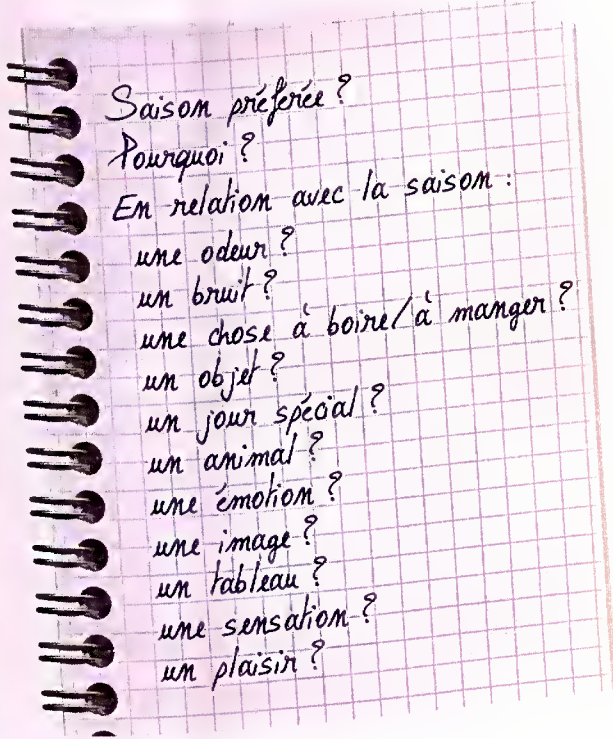 Saison préférée ?
Pourquoi ?
En relation avec la saison :
une odeur ?
un bruit ?
une chose à boire / à manger ?
un objet ?
un jour spécial ?
un animal ?
une émotion ?
une image ?
un tableau ?
une sensation ?
un plaisir ?